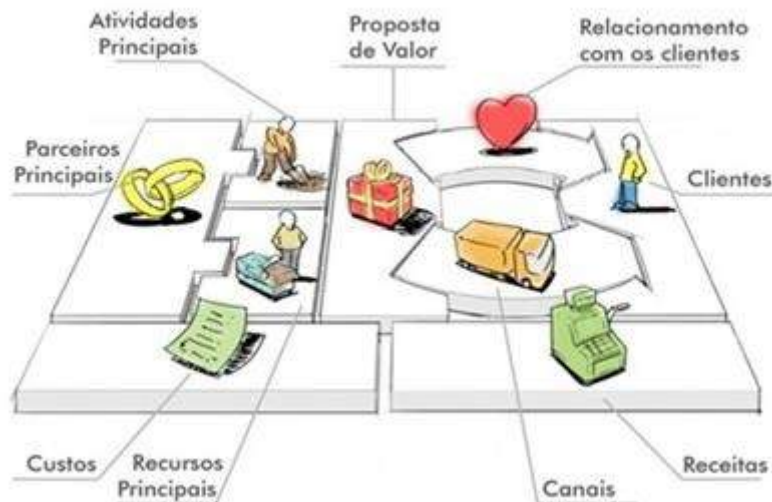 Atividades
Principais
Proposta
de Valor
Relacionamento
com os clientes
Parceiros
Principais
Clientes
Custos
Recursos
Principais
Canais
Receitas